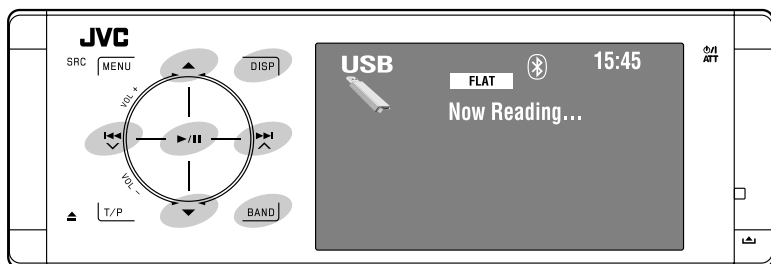 JVC
SRC
MENU
DISP
VOL +
VOL –
T/P
BAND
USB
FLAT
15:45
Now Reading...
ATT